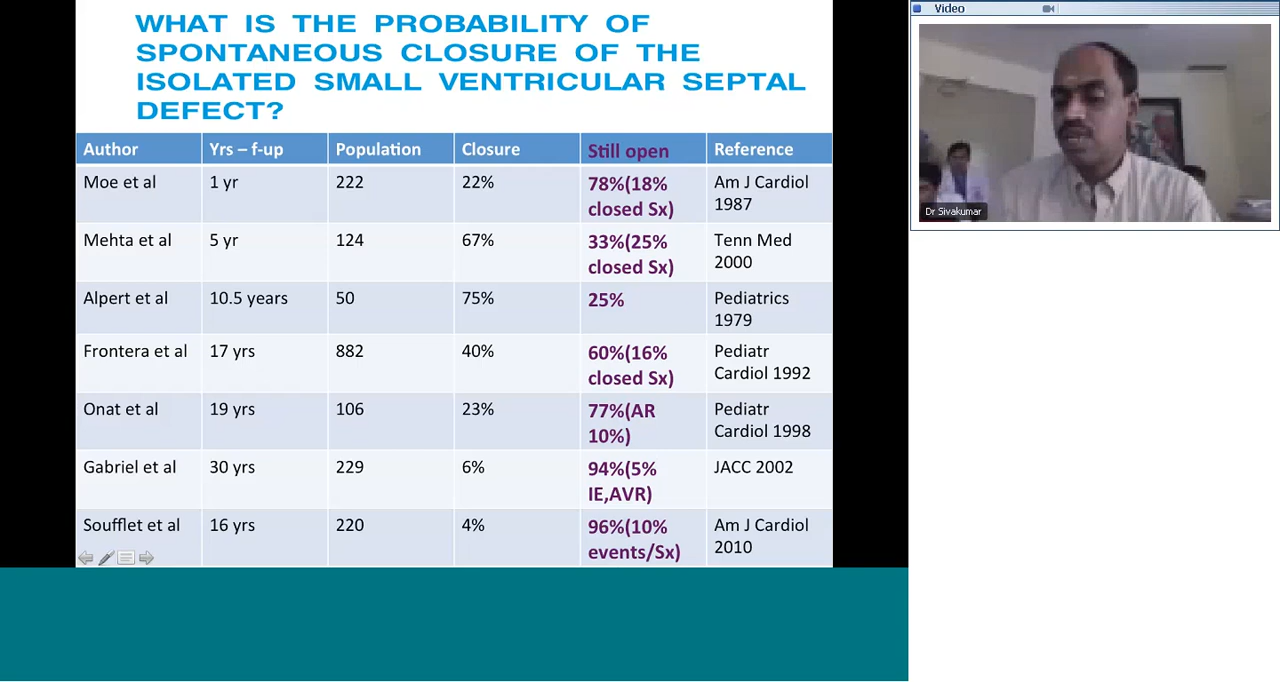 WHAT IS THE PROBABILITY OF
SPONTANEOUS CLOSURE OF THE
ISOLATED SMALL VENTRICULAR SEPTAL
DEFECT?
Author Yrs – f-up Population Closure Still open Reference
Moe et al 1 yr 222 22% 78%(18% Am J Cardiol
closed Sx) 1987
Mehta et al 5 yr 124 67% 33%(25% Tenn Med
closed Sx) 2000
Alpert et al 10.5 years 50 75% 25% Pediatrics
1979
Frontera et al 17 yrs 882 40% 60%(16% Pediatr
closed Sx) Cardiol 1992
Onat et al 19 yrs 106 23% 77%(AR Pediatr
10%) Cardiol 1998
Gabriel et al 30 yrs 229 6% 94%(5% JACC 2002
IE,AVR)
Soufflet et al 16 yrs 220 4% 96%(10% Am J Cardiol
events/Sx) 2010
Video
Dr Sivakumar